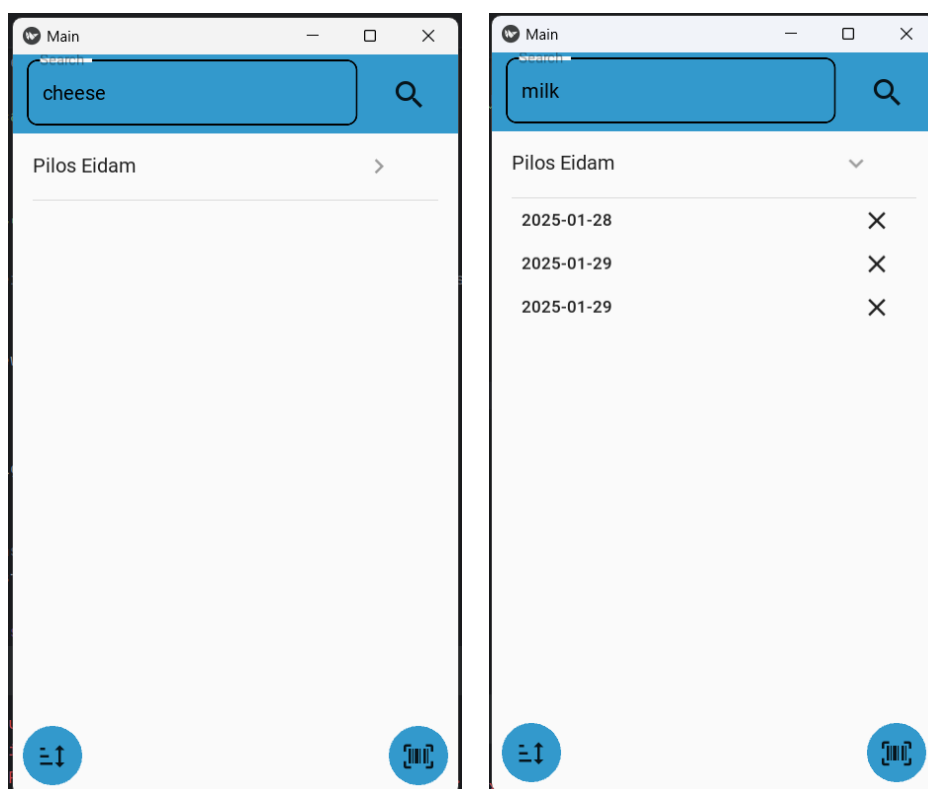 Main
Search
cheese
Pilos Eidam
Main
Search
milk
Pilos Eidam
2025-01-28
2025-01-29
2025-01-29